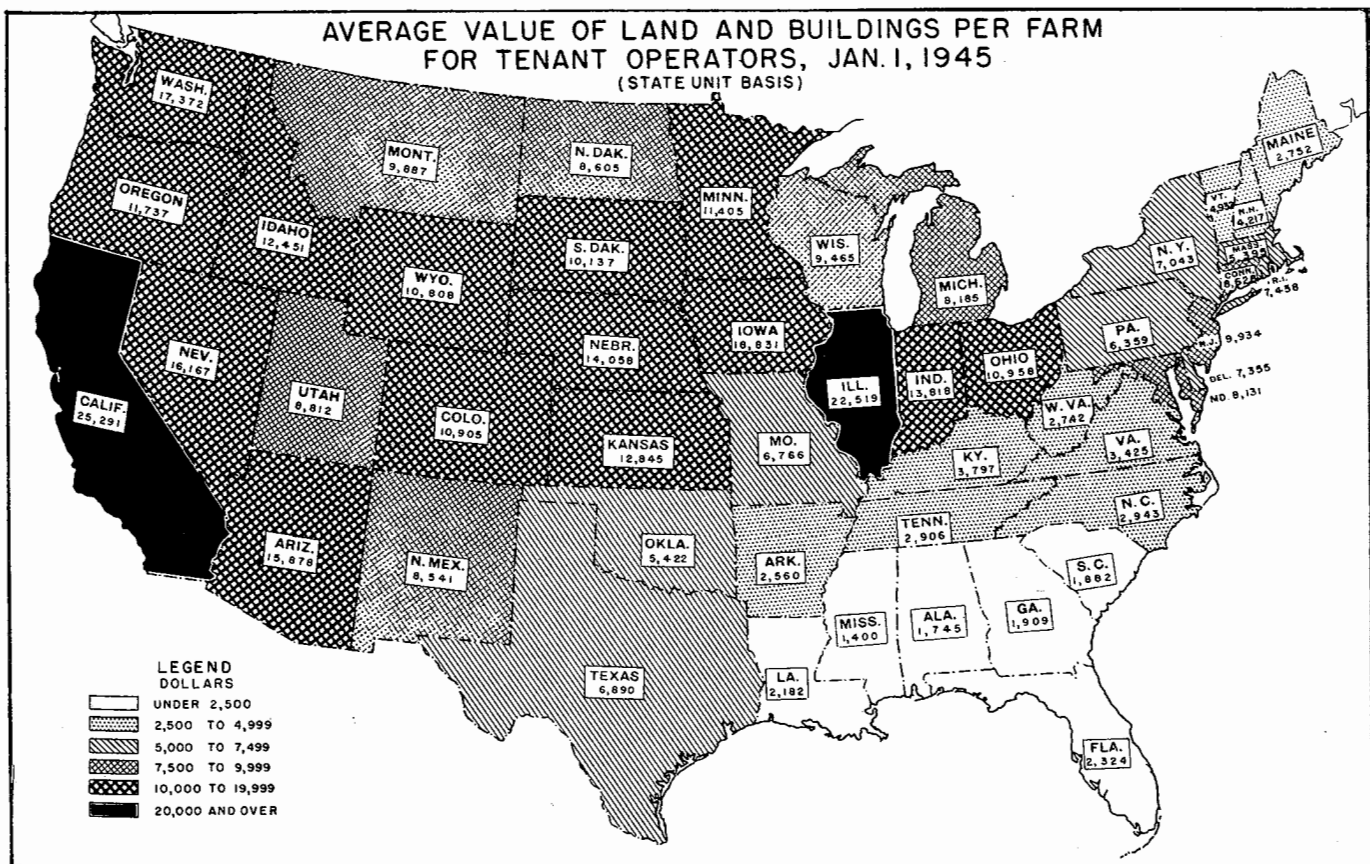 AVERAGE VALUE OF LAND AND BUILDINGS PER FARM
FOR TENANT OPERATORS, JAN. 1, 1945
(STATE UNIT BASIS)
WASH.
17,372
OREGON
11,737
CALIF.
25,291
NEV.
16,167
IDAHO
12,451
MONT.
9,887
WYO.
10,808
UTAH
8,812
ARIZ.
15,878
COLO.
10,905
N. MEX.
8,541
N. DAK.
8,605
S. DAK.
10,137
NEBR.
14,058
KANSAS
12,845
OKLA.
5,422
TEXAS
6,890
MINN.
11,405
IOWA
18,831
MO.
6,766
ARK.
2,560
LA.
2,182
WIS.
9,465
ILL.
22,519
MICH.
8,185
IND.
13,818
OHIO
10,958
KY.
3,797
TENN.
2,906
MISS.
1,400
ALA.
1,745
GA.
1,909
FLA.
2,324
S. C.
1,882
N. C.
2,943
VA.
3,425
W. VA.
2,742
PA.
6,359
N. Y.
7,043
MAINE
2,752
VT.
N.H.
4,217
MASS.
5,395
CONN.
R.I.
7,458
N.J. 9,934
DEL. 7,355
MD. 8,131
LEGEND
DOLLARS
UNDER 2,500
2,500 TO 4,999
5,000 TO 7,499
7,500 TO 9,999
10,000 TO 19,999
20,000 AND OVER